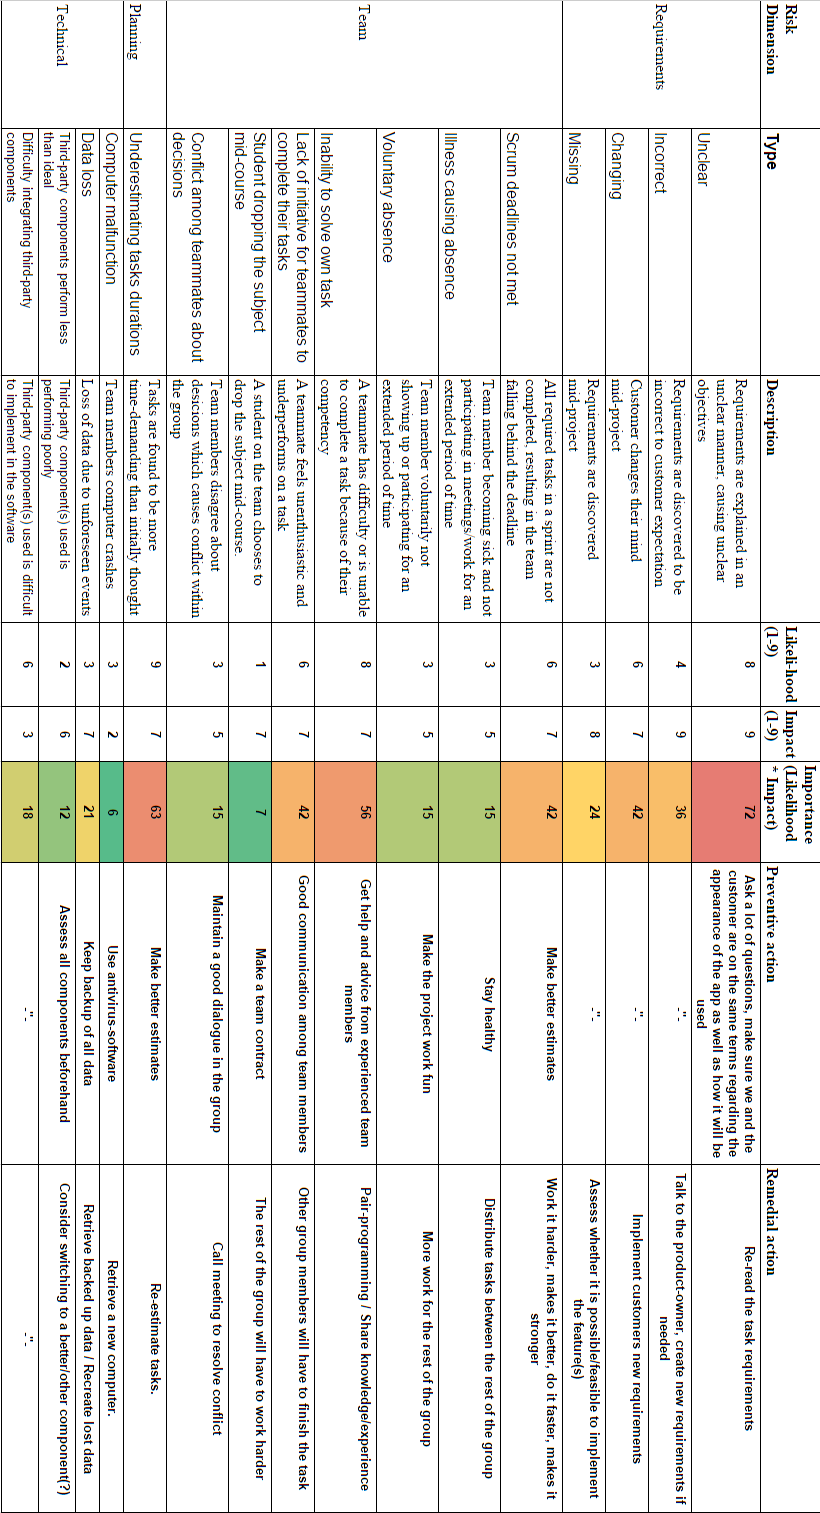 Risk
Dimension
Type
Description
Likeli-hood
(1-9)
Impact
(1-9)
Importance
(Likelihood
* Impact)
Preventive action
Remedial action
Requirements
Unclear
Requirements are explained in an
unclear manner, causing unclear
objectives
8
9
72
Ask a lot of questions, make sure we and the
customer are on the same terms regarding the
appearance of the app as well as how it will be
used
Re-read the task requirements
Incorrect
Requirements are discovered to be
incorrect to customer expectation
4
9
36
-"-
Talk to the product-owner, create new requirements if
needed
Changing
Customer changes their mind
mid-project
6
7
42
-"-
Implement customers new requirements
Missing
Requirements are discovered
mid-project
3
8
24
-"-
Assess whether it is possible/feasible to implement
the feature(s)
Team
Scrum deadlines not met
All required tasks in a sprint are not
completed, resulting in the team
falling behind the deadline
6
7
42
Make better estimates
Work it harder, makes it better, do it faster, makes it
stronger
Illness causing absence
Team member becoming sick and not
participating in meetings/work for an
extended period of time
3
5
15
Stay healthy
Distribute tasks between the rest of the group
Voluntary absence
Team member voluntarily not
showing up or participating for an
extended period of time
3
5
15
Make the project work fun
More work for the rest of the group
Inability to solve own task
A teammate has difficulty or is unable
to complete a task because of their
competency
8
7
56
Get help and advice from experienced team
members
Pair-programming / Share knowledge/experience
Lack of initiative for teammates to
complete their tasks
A teammate feels unenthusiastic and
underperforms on a task
6
7
42
Good communication among team members
Other group members will have to finish the task
Student dropping the subject
mid-course
A student on the team chooses to
drop the subject mid-course.
1
7
7
Make a team contract
The rest of the group will have to work harder
Conflict among teammates about
decisions
Team members disagree about
desicions which causes conflict within
the group
3
5
15
Maintain a good dialogue in the group
Call meeting to resolve conflict
Planning
Underestimating tasks durations
Tasks are found to be more
time-demanding than initially thought
9
7
63
Make better estimates
Re-estimate tasks.
Technical
Computer malfunction
Team members computer crashes
3
2
6
Use antivirus-software
Retrieve a new computer.
Data loss
Loss of data due to unforeseen events
3
7
21
Keep backup of all data
Retrieve backed up data / Recreate lost data
Third-party components perform less
than ideal
Third-party component(s) used is
performing poorly
2
6
12
Assess all components beforehand
Consider switching to a better/other component(?)
Difficulty integrating third-party
components
Third-party component(s) used is difficult
to implement in the software
6
3
18
-"-
-"-